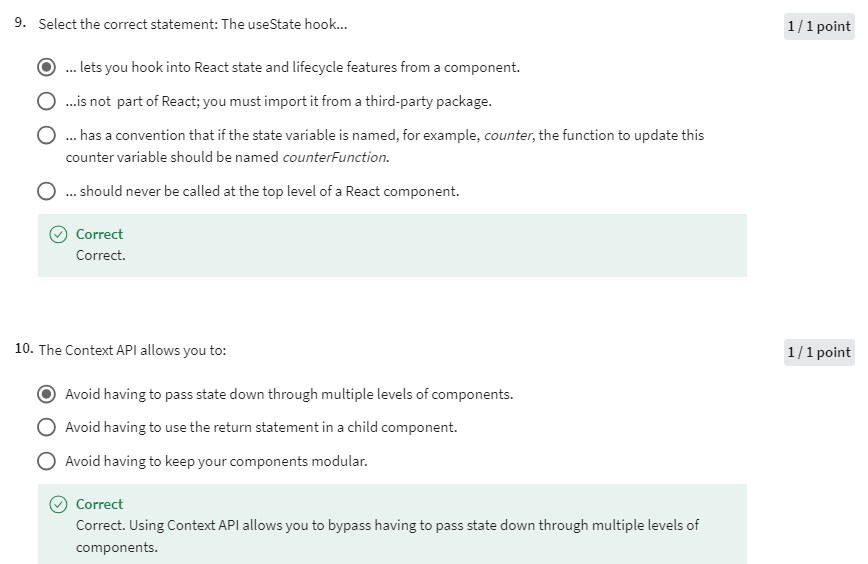 9. Select the correct statement: The useState hook...
1 / 1 point
... lets you hook into React state and lifecycle features from a component.
...is not part of React; you must import it from a third-party package.
... has a convention that if the state variable is named, for example, counter, the function to update this
counter variable should be named counterFunction.
... should never be called at the top level of a React component.
Correct
Correct.
10. The Context API allows you to:
1 / 1 point
Avoid having to pass state down through multiple levels of components.
Avoid having to use the return statement in a child component.
Avoid having to keep your components modular.
Correct
Correct. Using Context API allows you to bypass having to pass state down through multiple levels of
components.